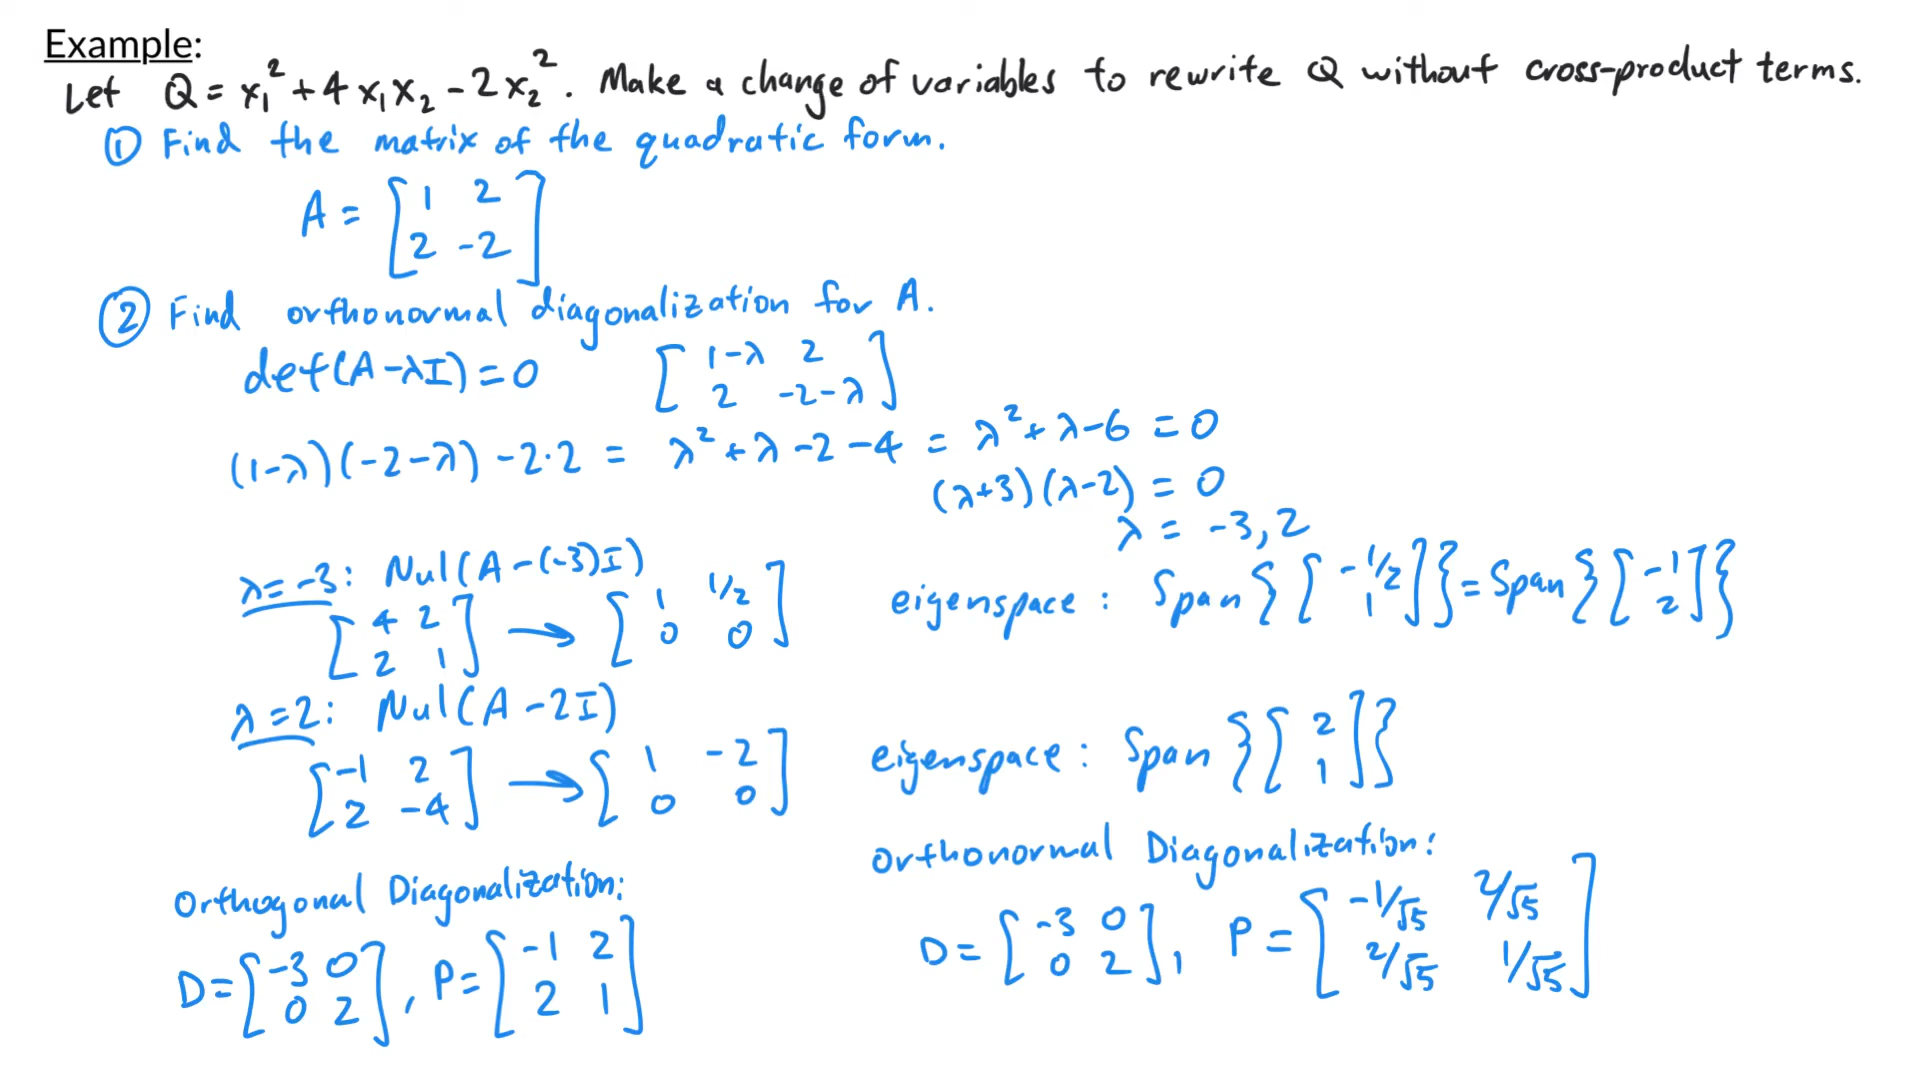 Example:
Let Q = x₁² + 4x₁x₂ - 2x₂². Make a change of variables to rewrite Q without cross-product terms.
① Find the matrix of the quadratic form.
A = [1 2; 2 -2]
② Find orthonormal diagonalization for A.
det(A-λI) = 0 [1-λ 2; 2 -2-λ]
(1-λ)(-2-λ) - 2·2 = λ² + λ - 2 - 4 = λ² + λ - 6 = 0
(λ+3)(λ-2) = 0
λ = -3, 2
λ = -3: Nul(A-(-3)I)
[4 2; 2 1] → [1 1/2; 0 0] eigenspace: Span{[-1/2; 1]} = Span{[-1; 2]}
λ = 2: Nul(A-2I)
[-1 2; 2 -4] → [1 -2; 0 0] eigenspace: Span{[2; 1]}
Orthogonal Diagonalization:
D = [-3 0; 0 2], P = [-1 2; 2 1]
Orthonormal Diagonalization:
D = [-3 0; 0 2], P = [-1/√5 2/√5; 2/√5 1/√5]